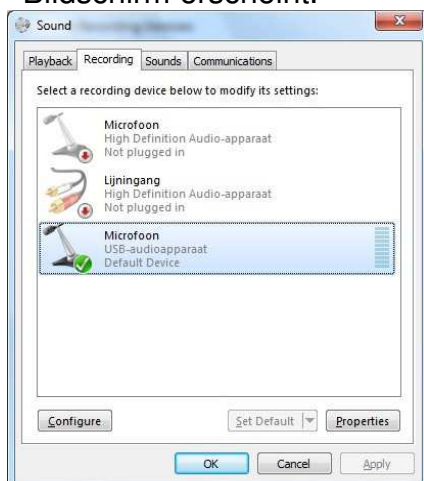 Bildschirm erscheint:
Sound
Playback Recording Sounds Communications
Select a recording device below to modify its settings:
Microfoon
High Definition Audio-apparaat
Not plugged in
Lijningang
High Definition Audio-apparaat
Not plugged in
Microfoon
USB-audioapparaat
Default Device
Configure Set Default Properties
OK Cancel Apply